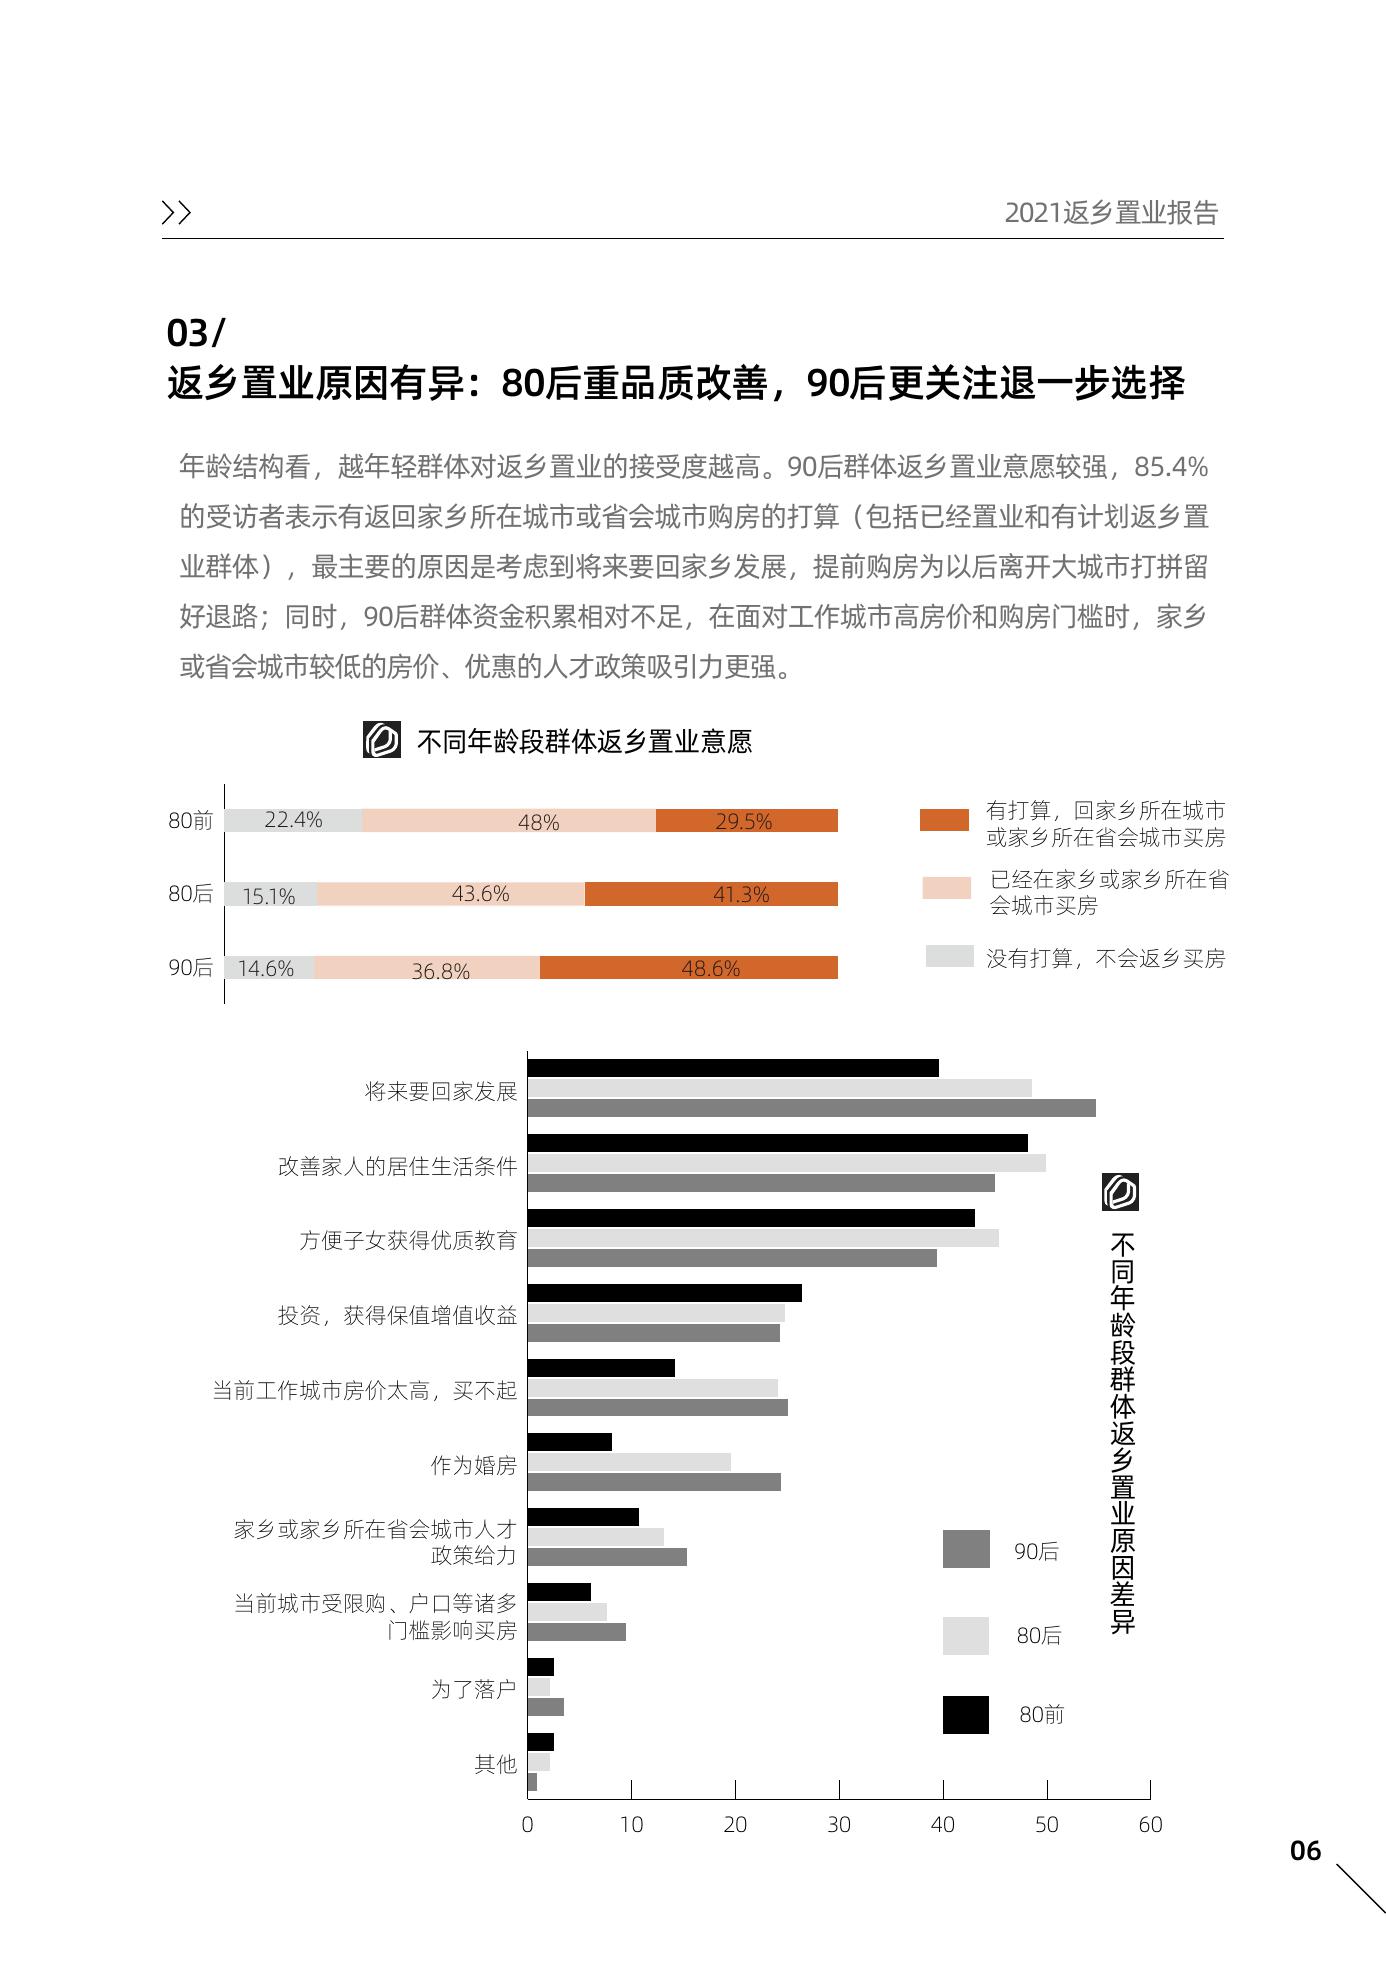 2021返乡置业报告
03/
返乡置业原因有异：80后重品质改善，90后更关注退一步选择
年龄结构看，越年轻群体对返乡置业的接受度越高。90后群体返乡置业意愿较强，85.4%
的受访者表示有返回家乡所在城市或省会城市购房的打算（包括已经置业和有计划返乡置
业群体），最主要的原因是考虑到将来要回家乡发展，提前购房为以后离开大城市打拼留
好退路；同时，90后群体资金积累相对不足，在面对工作城市高房价和购房门槛时，家乡
或省会城市较低的房价、优惠的人才政策吸引力更强。
不同年龄段群体返乡置业意愿
80前 22.4% 48% 29.5%
80后 15.1% 43.6% 41.3%
90后 14.6% 36.8% 48.6%
有打算，回家乡所在城市
或家乡所在省会城市买房
已经在家乡或家乡所在省
会城市买房
没有打算，不会返乡买房
将来要回家发展
改善家人的居住生活条件
方便子女获得优质教育
投资，获得保值增值收益
当前工作城市房价太高，买不起
作为婚房
家乡或家乡所在省会城市人才
政策给力
当前城市受限购、户口等诸多
门槛影响买房
为了落户
其他
0 10 20 30 40 50 60
不同年龄段群体返乡置业原因差异
90后
80后
80前
06